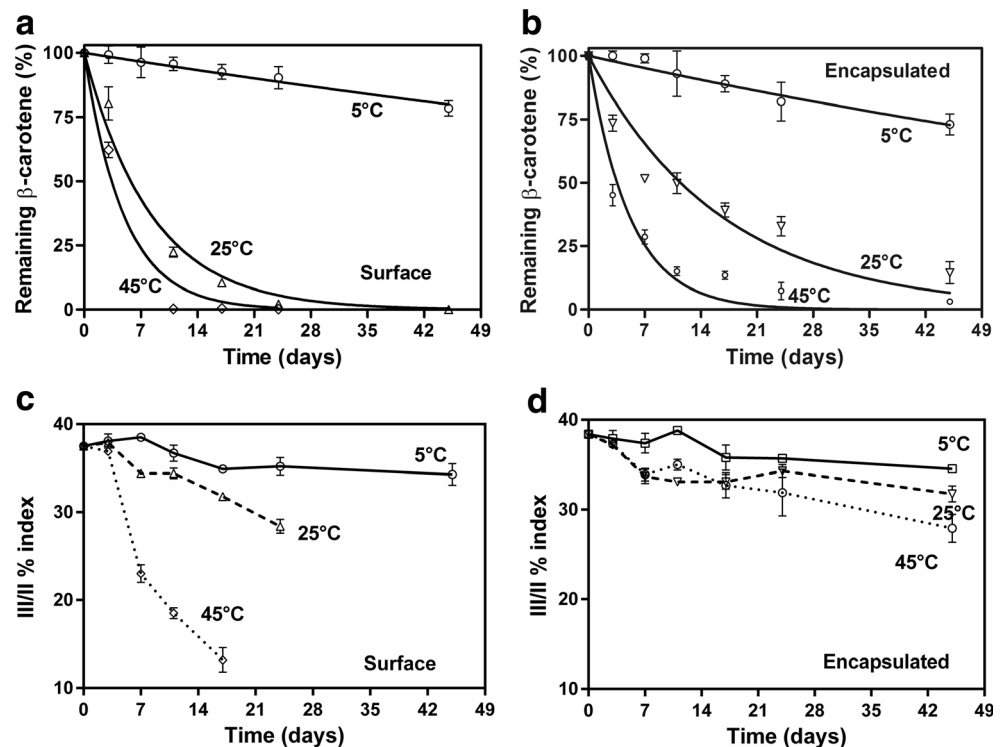 a
Remaining β-carotene (%)
100
75
50
25
0
5°C
25°C
45°C
Surface
0 7 14 21 28 35 42 49
Time (days)
b
Remaining β-carotene (%)
100
75
50
25
0
Encapsulated
5°C
25°C
45°C
0 7 14 21 28 35 42 49
Time (days)
c
III/II % index
40
30
20
10
5°C
25°C
45°C
Surface
0 7 14 21 28 35 42 49
Time (days)
d
III/II % index
40
30
20
10
5°C
25°C
45°C
Encapsulated
0 7 14 21 28 35 42 49
Time (days)